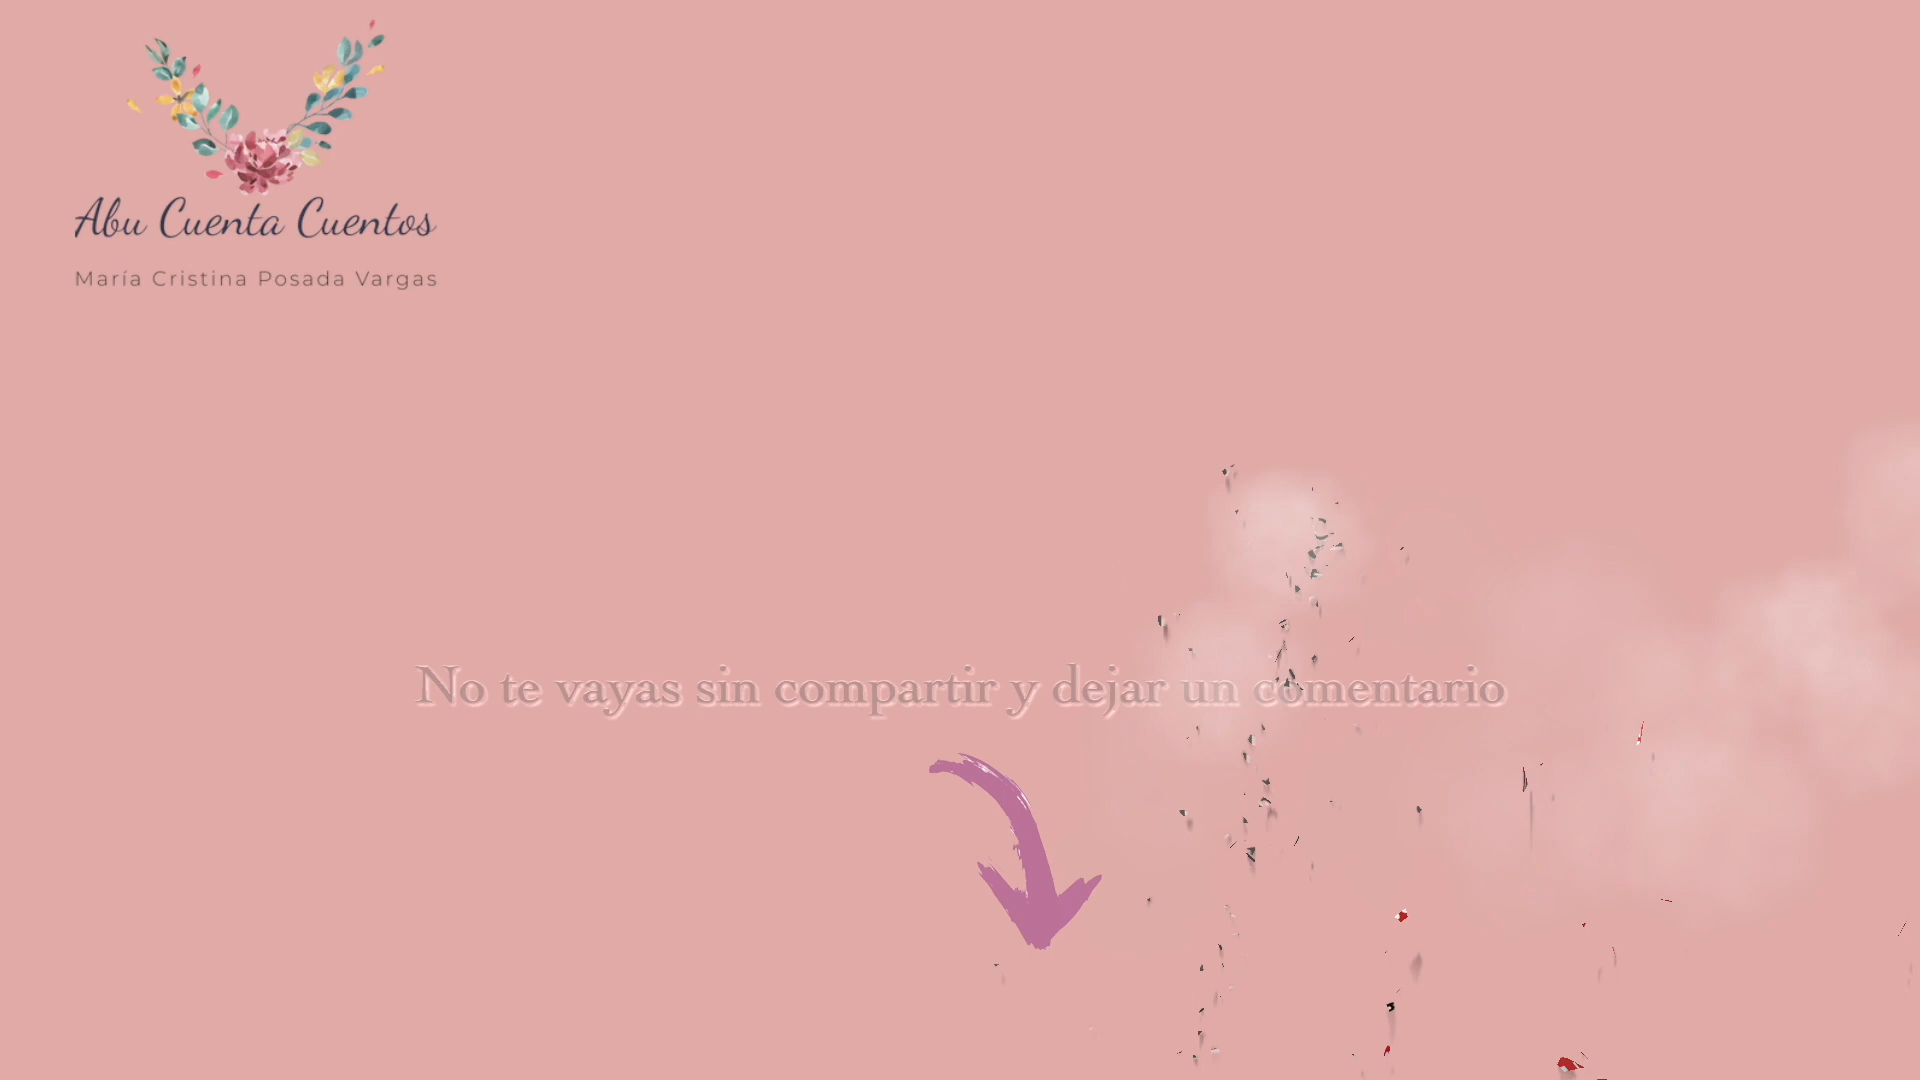 Abu Cuenta Cuentos
María Cristina Posada Vargas
No te vayas sin compartir y dejar un comentario